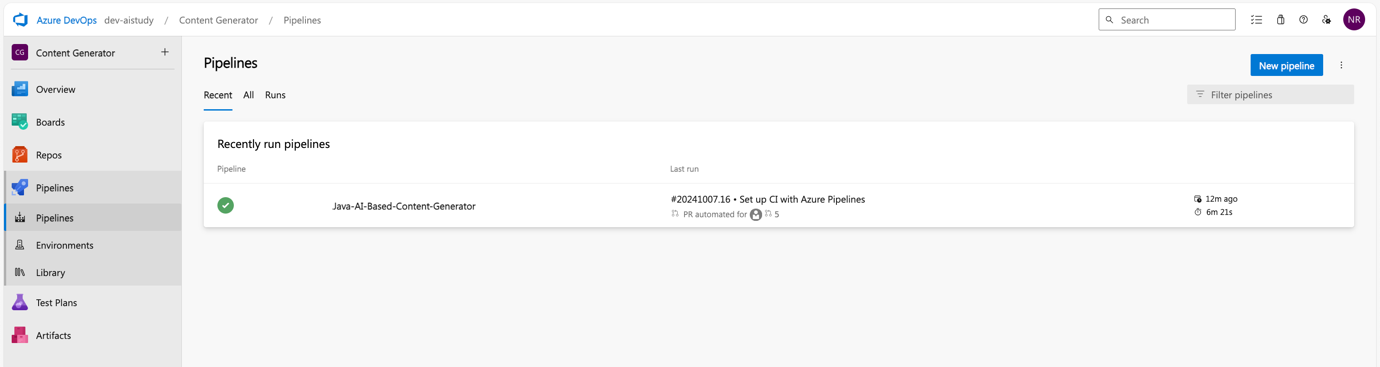 Azure DevOps dev-aistudy / Content Generator / Pipelines
Search
NR
CG Content Generator +
Overview
Boards
Repos
Pipelines
Pipelines
Environments
Library
Test Plans
Artifacts
Pipelines
New pipeline
Recent All Runs
Filter pipelines
Recently run pipelines
Pipeline Last run
Java-AI-Based-Content-Generator
#20241007.16 • Set up CI with Azure Pipelines
PR automated for 5
12m ago
6m 21s